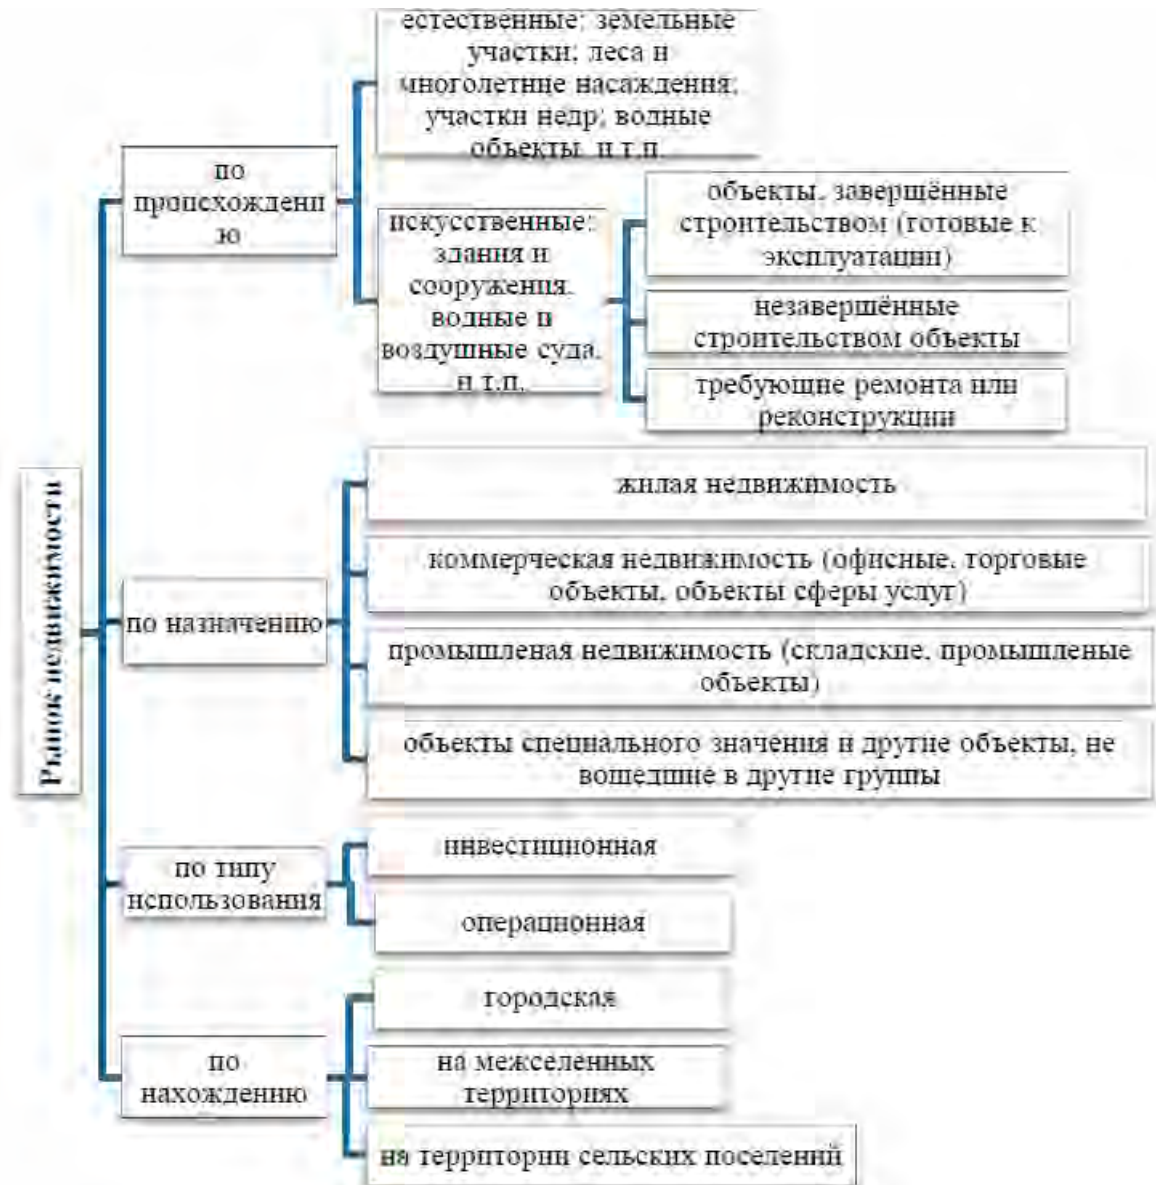 естественные: земельные
участки; леса и
многолетние насаждения;
участки недр; водные
объекты, и т.п.
по
происхождени
ю
искусственные:
здания и
сооружения,
водные и
воздушные суда,
и т.п.
объекты, завершённые
строительством (готовые к
эксплуатации)
незавершённые
строительством объекты
требующие ремонта или
реконструкции
Рынок недвижимости
по назначению
жилая недвижимость
коммерческая недвижимость (офисные, торговые
объекты, объекты сферы услуг)
промышленая недвижимость (складские, промышленые
объекты)
объекты специального значения и другие объекты, не
вошедшие в другие группы
по типу
использования
инвестиционная
операционная
по
нахождению
городская
на межселенных
территориях
на территории сельских поселений